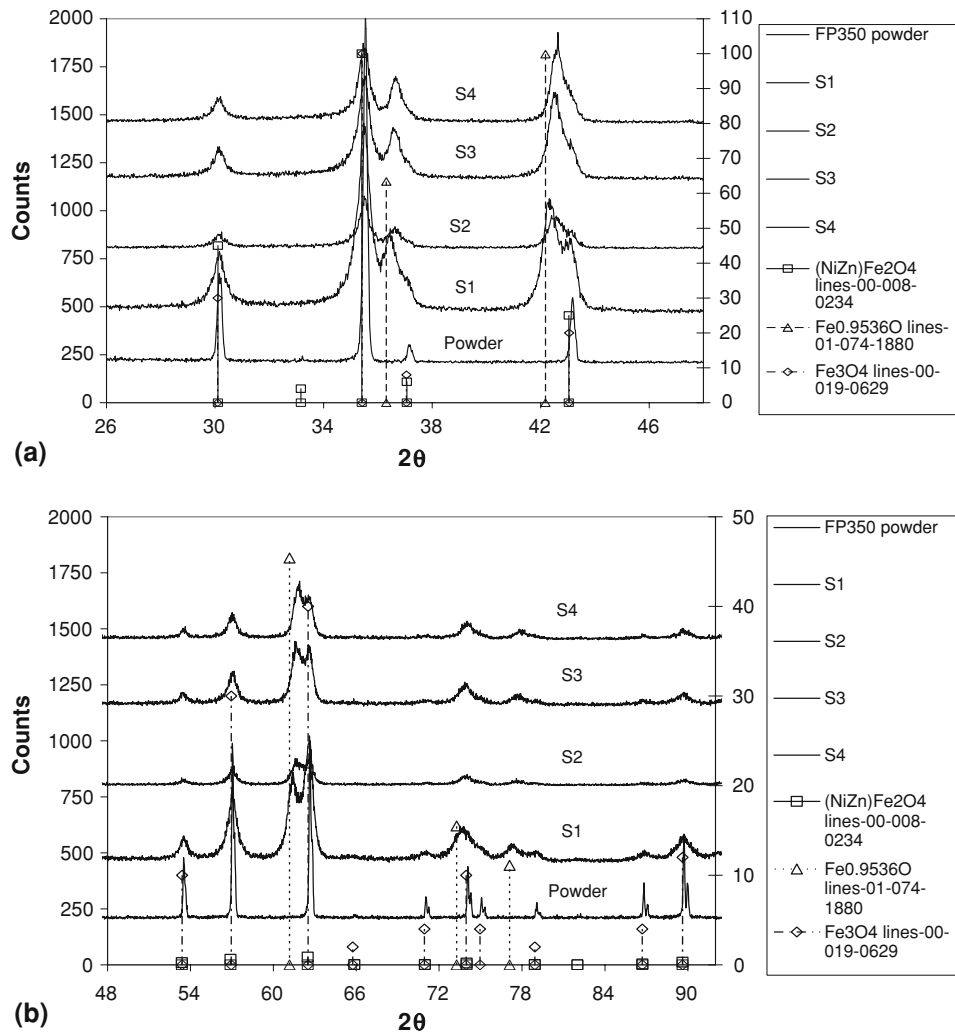 2000
1750
1500
1250
1000
750
500
250
0
Counts
110
100
90
80
70
60
50
40
30
20
10
0
S4
S3
S2
S1
Powder
26
30
34
38
42
46
2θ
(a)
FP350 powder
S1
S2
S3
S4
(NiZn)Fe2O4
lines-00-008-
0234
Fe0.9536O lines-
01-074-1880
Fe3O4 lines-00-
019-0629
2000
1750
1500
1250
1000
750
500
250
0
Counts
50
40
30
20
10
0
S4
S3
S2
S1
Powder
48
54
60
66
72
78
84
90
2θ
(b)
FP350 powder
S1
S2
S3
S4
(NiZn)Fe2O4
lines-00-008-
0234
Fe0.9536O
lines-01-074-
1880
Fe3O4 lines-00-
019-0629